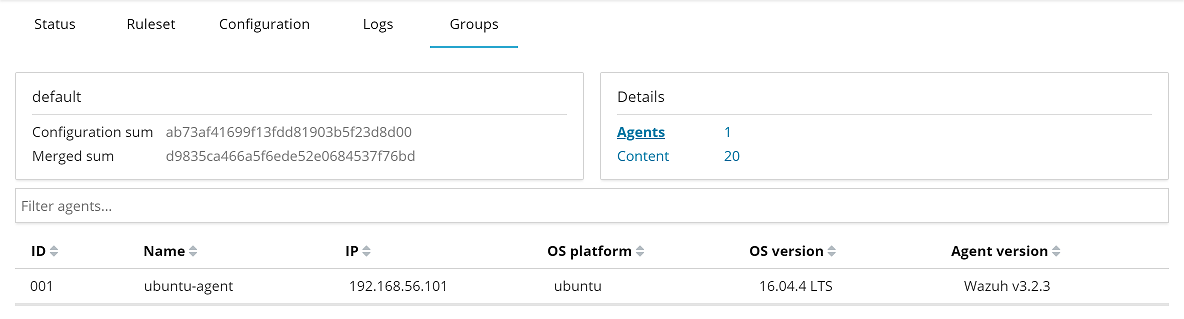 Status Ruleset Configuration Logs Groups
default
Configuration sum ab73af41699f13fdd81903b5f23d8d00
Merged sum d9835ca466a5f6ede52e0684537f76bd
Details
Agents 1
Content 20
Filter agents...
ID Name IP OS platform OS version Agent version
001 ubuntu-agent 192.168.56.101 ubuntu 16.04.4 LTS Wazuh v3.2.3